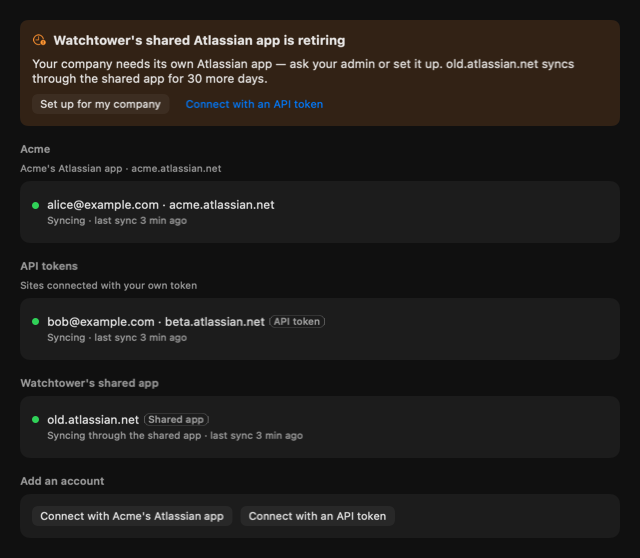 Watchtower's shared Atlassian app is retiring
Your company needs its own Atlassian app — ask your admin or set it up. old.atlassian.net syncs
through the shared app for 30 more days.
Set up for my company
Connect with an API token
Acme
Acme's Atlassian app · acme.atlassian.net
alice@example.com · acme.atlassian.net
Syncing · last sync 3 min ago
API tokens
Sites connected with your own token
bob@example.com · beta.atlassian.net API token
Syncing · last sync 3 min ago
Watchtower's shared app
old.atlassian.net Shared app
Syncing through the shared app · last sync 3 min ago
Add an account
Connect with Acme's Atlassian app
Connect with an API token